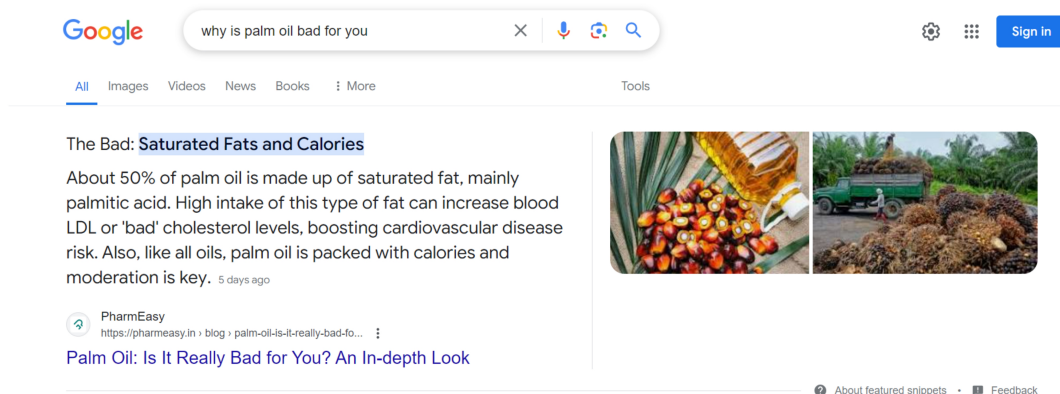 Google
why is palm oil bad for you
Sign in
All Images Videos News Books More Tools
The Bad: Saturated Fats and Calories
About 50% of palm oil is made up of saturated fat, mainly
palmitic acid. High intake of this type of fat can increase blood
LDL or 'bad' cholesterol levels, boosting cardiovascular disease
risk. Also, like all oils, palm oil is packed with calories and
moderation is key. 5 days ago
PharmEasy
https://pharmeasy.in › blog › palm-oil-is-it-really-bad-fo...
Palm Oil: Is It Really Bad for You? An In-depth Look
About featured snippets • Feedback